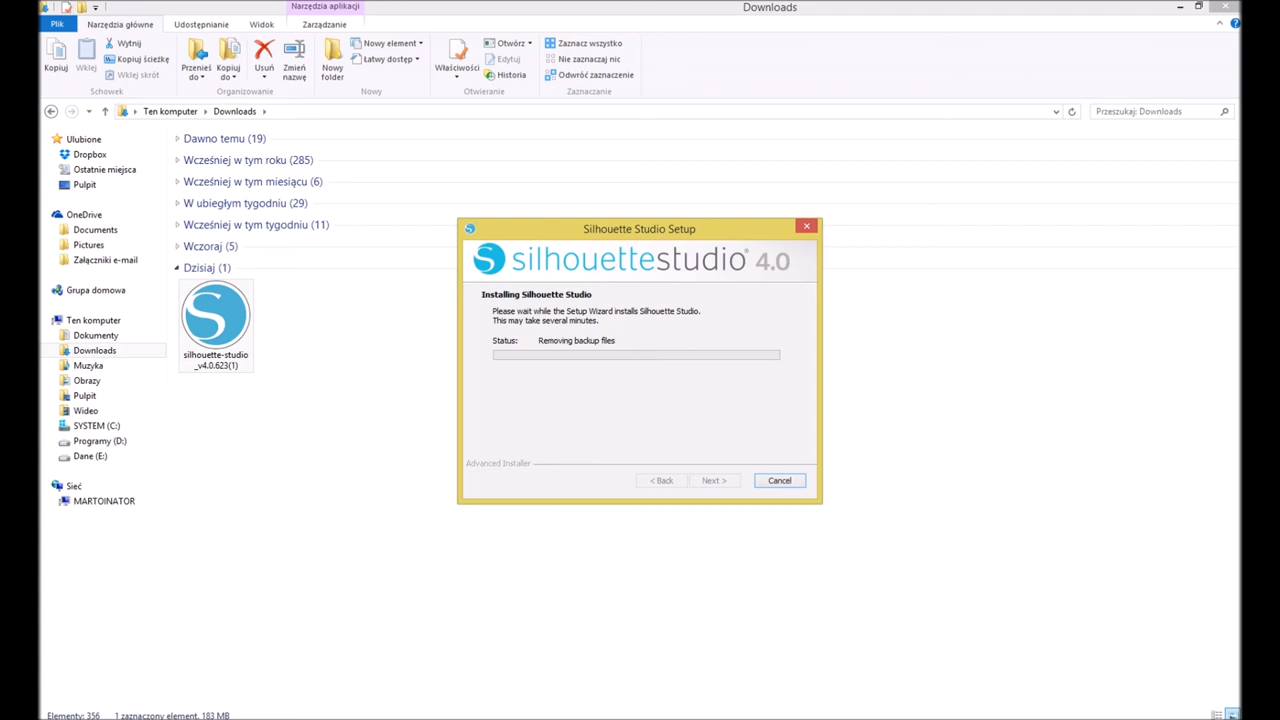 Narzędzia aplikacji
Downloads
Plik
Narzędzia główne
Udostępnianie
Widok
Zarządzanie
Kopiuj
Wklej
Wytnij
Kopiuj ścieżkę
Wklej skrót
Schowek
Przenieś do
Kopiuj do
Usuń
Zmień nazwę
Organizowanie
Nowy folder
Nowy element
Łatwy dostęp
Nowy
Właściwości
Otwórz
Edytuj
Historia
Otwieranie
Zaznacz wszystko
Nie zaznaczaj nic
Odwróć zaznaczenie
Zaznaczanie
Ten komputer
Downloads
Przeszukaj: Downloads
Ulubione
Dropbox
Ostatnie miejsca
Pulpit
OneDrive
Documents
Pictures
Załączniki e-mail
Grupa domowa
Ten komputer
Dokumenty
Downloads
Muzyka
Obrazy
Pulpit
Wideo
SYSTEM (C:)
Programy (D:)
Dane (E:)
Sieć
MARTOINATOR
Dawno temu (19)
Wcześniej w tym roku (285)
Wcześniej w tym miesiącu (6)
W ubiegłym tygodniu (29)
Wcześniej w tym tygodniu (11)
Wczoraj (5)
Dzisiaj (1)
silhouette-studio
_v4.0.623(1)
Silhouette Studio Setup
silhouettestudio® 4.0
Installing Silhouette Studio
Please wait while the Setup Wizard installs Silhouette Studio.
This may take several minutes.
Status: Removing backup files
Advanced Installer
< Back
Next >
Cancel
Elementy: 356
1 zaznaczony element. 183 MB